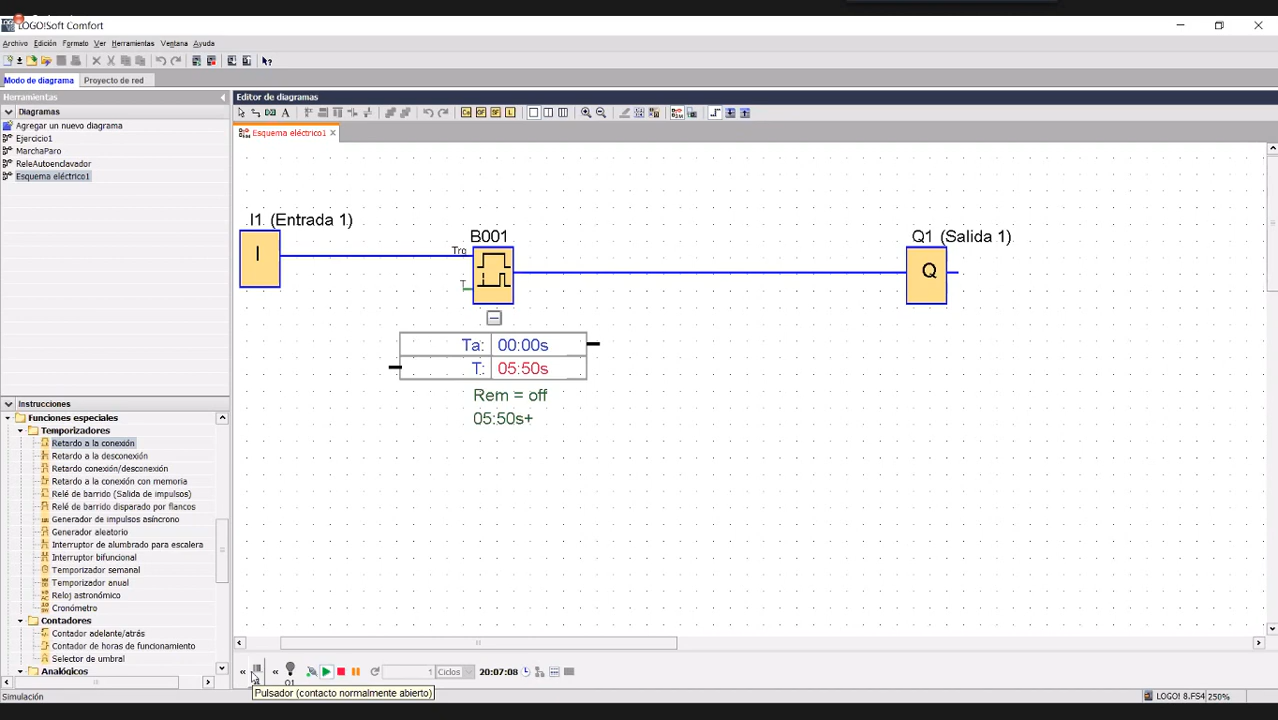 LOGO!Soft Comfort
Archivo Edición Formato Ver Herramientas Ventana Ayuda
Modo de diagrama Proyecto de red
Herramientas
Diagramas
Agregar un nuevo diagrama
Ejercicio1
MarchaParo
ReleAutoenclavador
Esquema eléctrico1
Instrucciones
Funciones especiales
Temporizadores
Retardo a la conexión
Retardo a la desconexión
Retardo conexión/desconexión
Retardo a la conexión con memoria
Relé de barrido (Salida de impulsos)
Relé de barrido disparado por flancos
Generador de impulsos asíncrono
Generador aleatorio
Interruptor de alumbrado para escalera
Interruptor bifuncional
Temporizador semanal
Temporizador anual
Reloj astronómico
Cronómetro
Contadores
Contador adelante/atrás
Contador de horas de funcionamiento
Selector de umbral
Analógicos
Editor de diagramas
Co GF SF L
Esquema eléctrico1
I1 (Entrada 1)
I
B001
Trg
T
Q1 (Salida 1)
Q
Ta: 00:00s
T: 05:50s
Rem = off
05:50s+
Q1
1 Ciclos 20:07:08
Pulsador (contacto normalmente abierto)
Simulación
LOGO! 8.FS4 250%